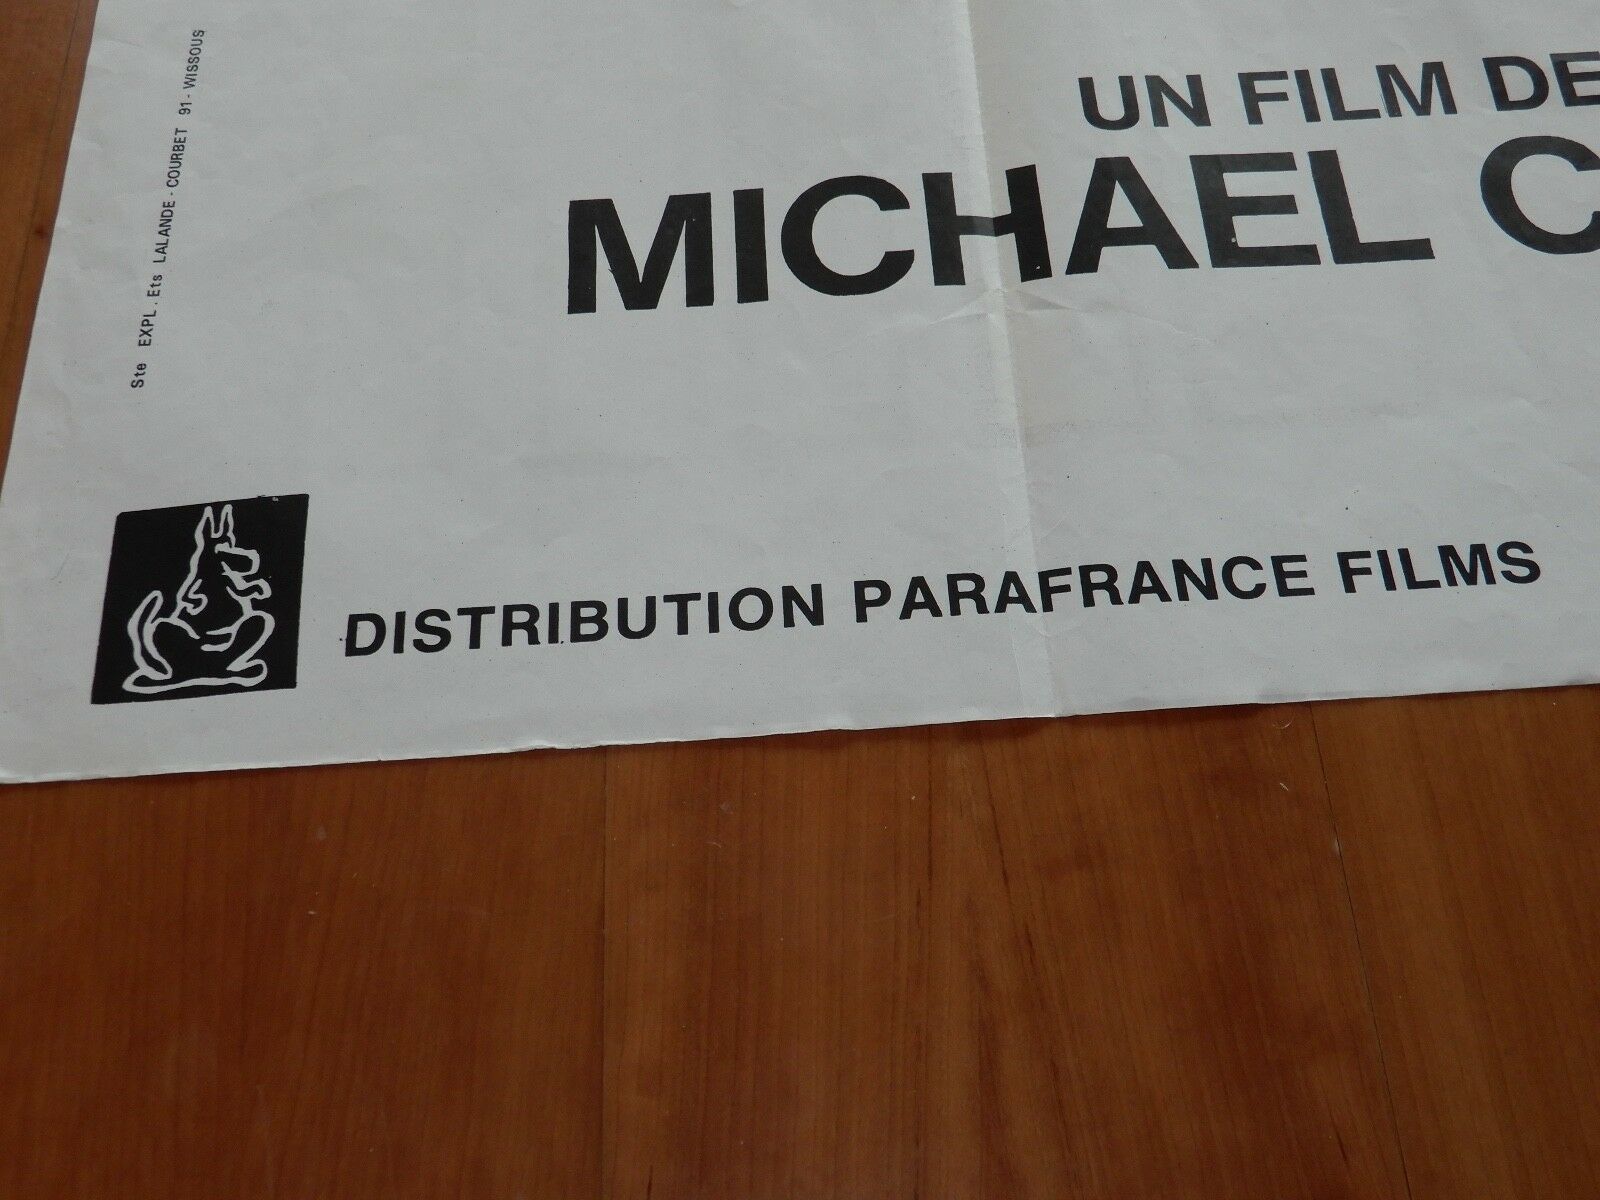 Ste EXPL. Ets LALANDE - COURBET 91 - WISSOUS
UN FILM DE
MICHAEL C
DISTRIBUTION PARAFRANCE FILMS